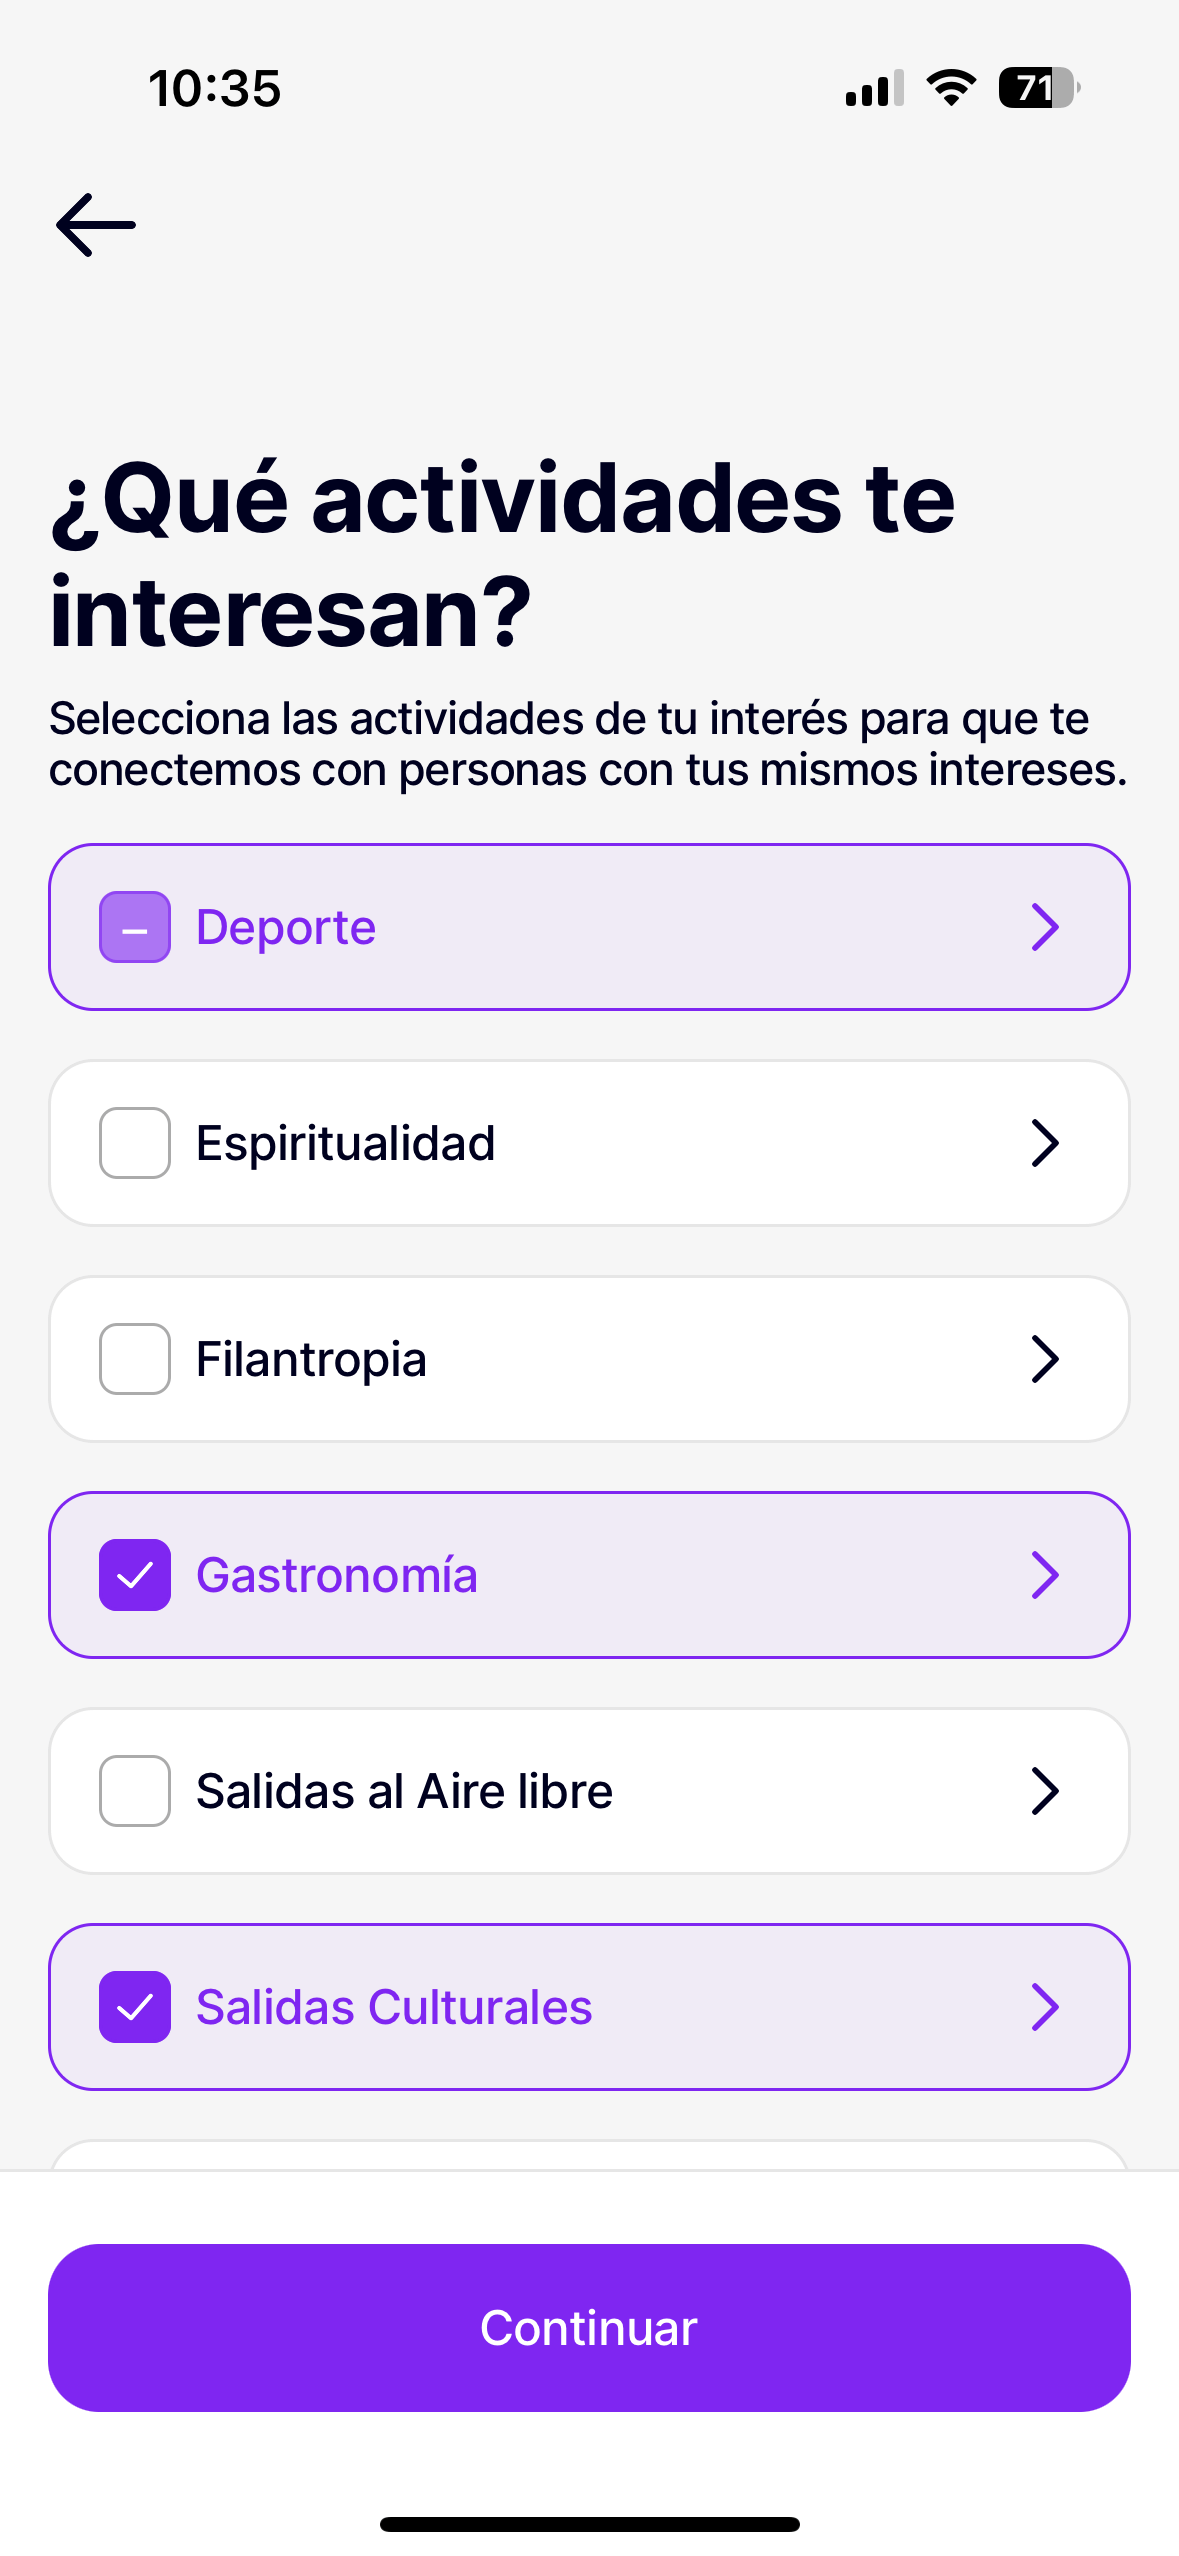 10:35
71
¿Qué actividades te
interesan?
Selecciona las actividades de tu interés para que te
conectemos con personas con tus mismos intereses.
Deporte
Espiritualidad
Filantropia
Gastronomía
Salidas al Aire libre
Salidas Culturales
Continuar